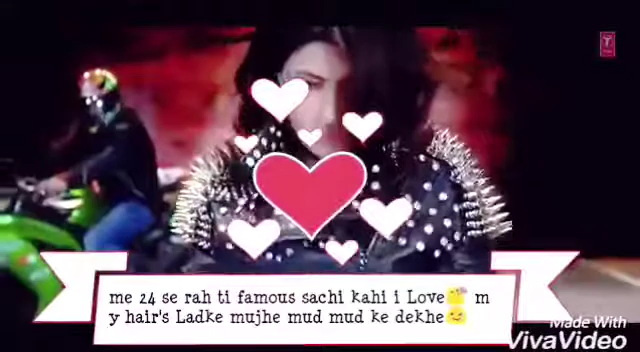 T
me 24 se rah ti famous sachi kahi i Love m
y hair's Ladke mujhe mud mud ke dekhe
Made With
VivaVideo